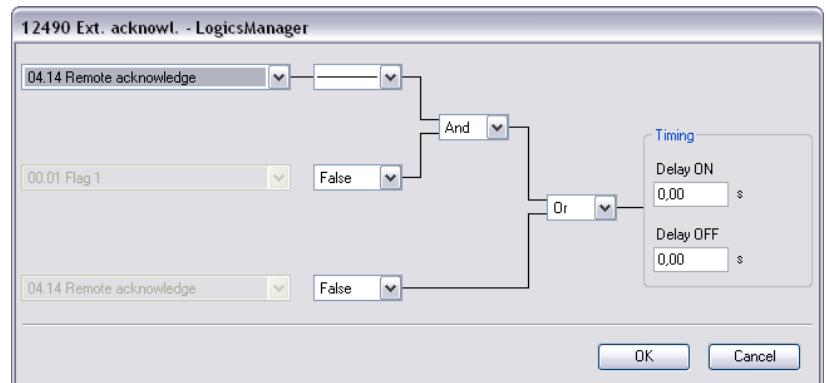 12490 Ext. acknowl. - LogicsManager
04.14 Remote acknowledge
And
Timing
00.01 Flag 1
False
Delay ON
0,00 s
Or
Delay OFF
0,00 s
04.14 Remote acknowledge
False
OK
Cancel